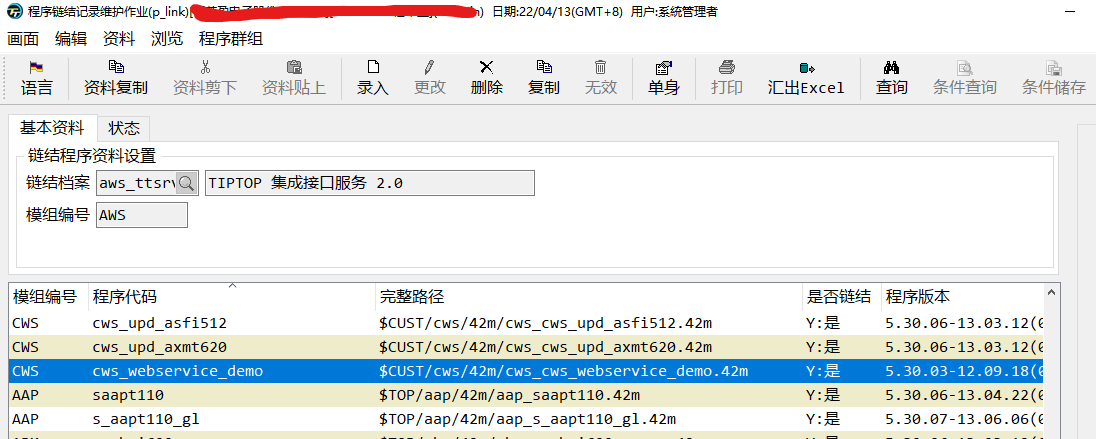 程序链结记录维护作业(p_link)[ 日期:22/04/13(GMT+8) 用户:系统管理者
画面 编辑 资料 浏览 程序群组
语言 资料复制 资料剪下 资料贴上 录入 更改 删除 复制 无效 单身 打印 汇出Excel 查询 条件查询 条件储存
基本资料 状态
链结程序资料设置
链结档案 aws_ttsrv TIPTOP 集成接口服务 2.0
模组编号 AWS
模组编号 程序代码 完整路径 是否链结 程序版本
CWS cws_upd_asfi512 $CUST/cws/42m/cws_cws_upd_asfi512.42m Y:是 5.30.06-13.03.12(
CWS cws_upd_axmt620 $CUST/cws/42m/cws_cws_upd_axmt620.42m Y:是 5.30.06-13.03.12(
CWS cws_webservice_demo $CUST/cws/42m/cws_cws_webservice_demo.42m Y:是 5.30.03-12.09.18(
AAP saapt110 $TOP/aap/42m/aap_saapt110.42m Y:是 5.30.06-13.04.22(
AAP s_aapt110_gl $TOP/aap/42m/aap_s_aapt110_gl.42m Y:是 5.30.07-13.06.06(